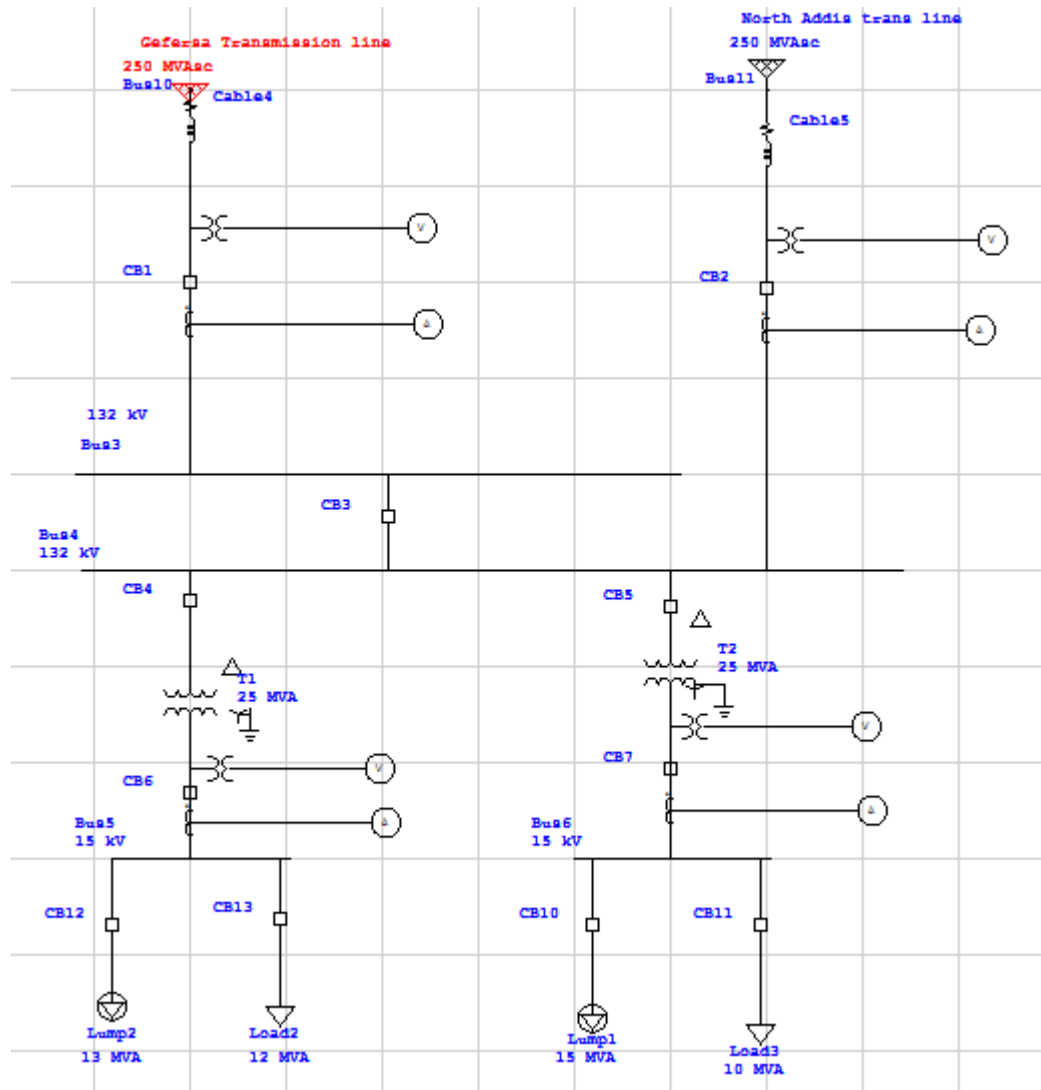 North Addis trans line
250 MVAsc
Bus11
Gefersa Transmission line
250 MVAsc
Bus10
Cable4
Cable5
V
V
CB1
CB2
A
A
132 kV
Bus3
CB3
Bus4
132 kV
CB4
CB5
T2
25 MVA
T1
25 MVA
V
CB7
V
CB6
A
Bus5
15 kV
A
Bus6
15 kV
CB12
CB13
CB10
CB11
Lump2
13 MVA
Load2
12 MVA
Lump1
15 MVA
Load3
10 MVA